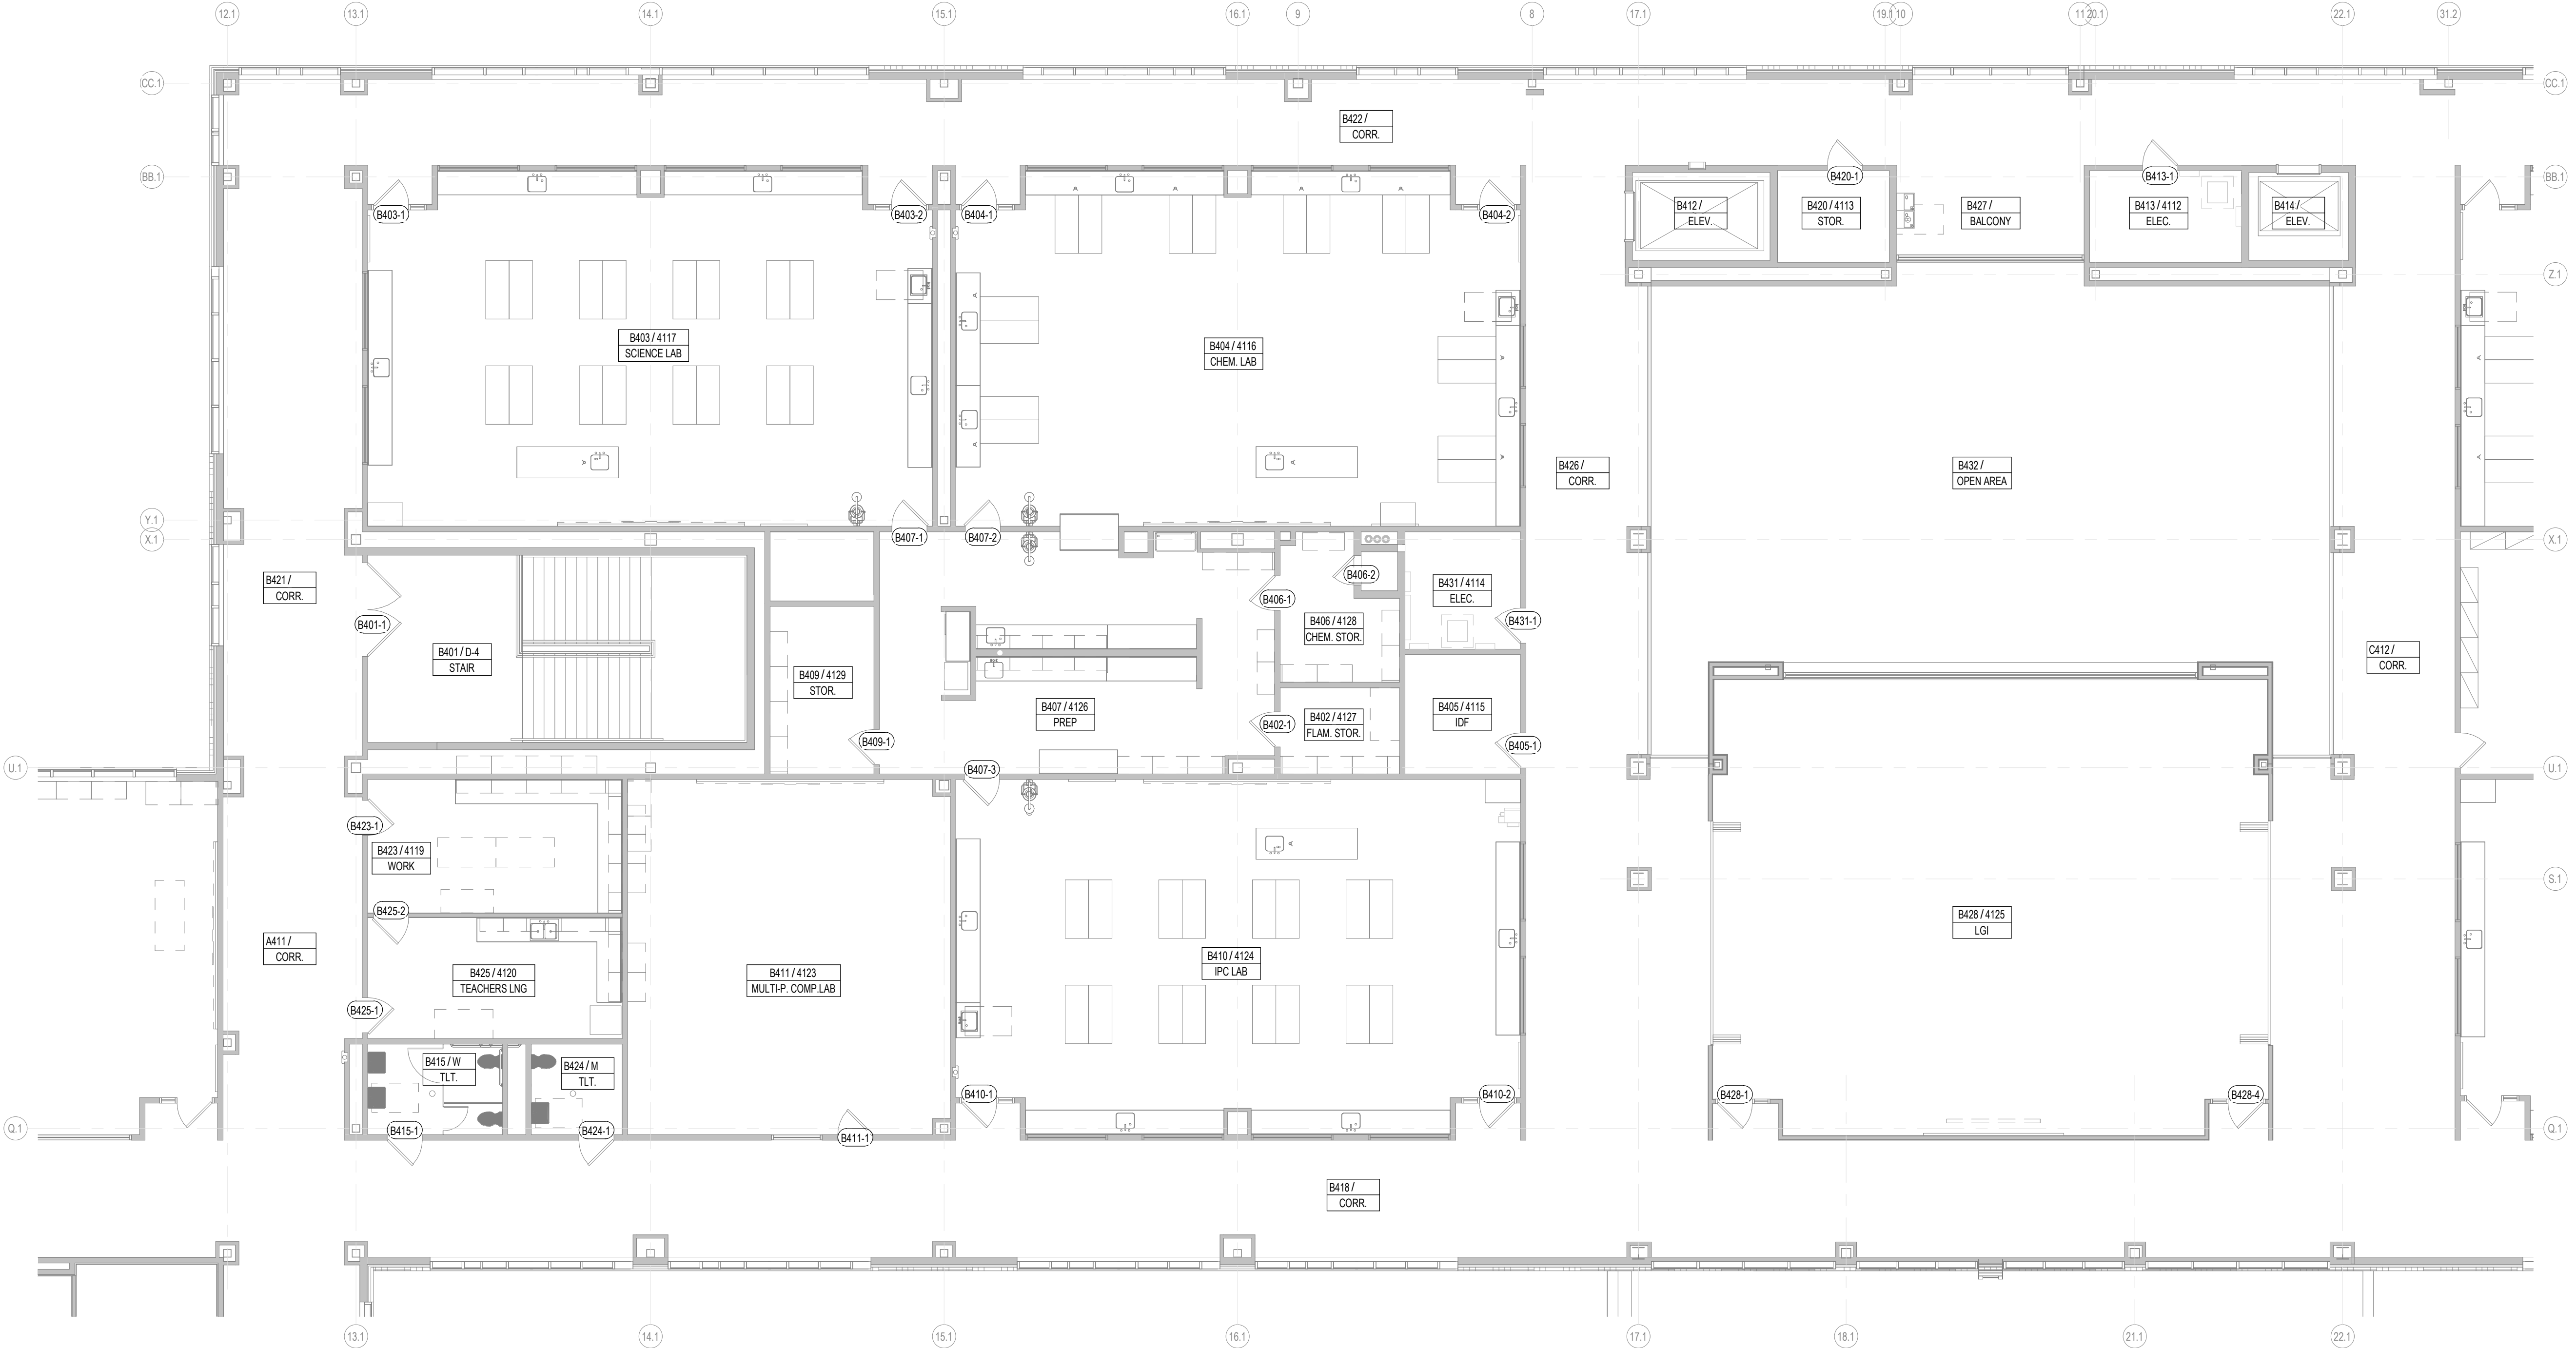 12.1
13.1
14.1
15.1
16.1
9
8
17.1
19.1
10
11
20.1
22.1
31.2
CC.1
CC.1
B422 /
CORR.
BB.1
BB.1
B420-1
B413-1
B403-1
B403-2
B404-1
B404-2
B412 /
ELEV.
B420 / 4113
STOR.
B427 /
BALCONY
B413 / 4112
ELEC.
B414 /
ELEV.
Z.1
B403 / 4117
SCIENCE LAB
B404 / 4116
CHEM. LAB
B426 /
CORR.
B432 /
OPEN AREA
Y.1
X.1
X.1
B407-1
B407-2
B421 /
CORR.
B406-2
B431 / 4114
ELEC.
B406-1
B401-1
B406 / 4128
CHEM. STOR.
B431-1
B401 / D-4
STAIR
B409 / 4129
STOR.
C412 /
CORR.
B407 / 4126
PREP
B402-1
B402 / 4127
FLAM. STOR.
B405 / 4115
IDF
B409-1
B405-1
U.1
B407-3
U.1
B423-1
B423 / 4119
WORK
S.1
B425-2
B428 / 4125
LGI
A411 /
CORR.
B425 / 4120
TEACHERS LNG
B411 / 4123
MULTI-P. COMP.LAB
B410 / 4124
IPC LAB
B425-1
B415 / W
TLT.
B424 / M
TLT.
B410-1
B410-2
B428-1
B428-4
Q.1
B415-1
B424-1
B411-1
Q.1
B418 /
CORR.
13.1
14.1
15.1
16.1
17.1
18.1
21.1
22.1